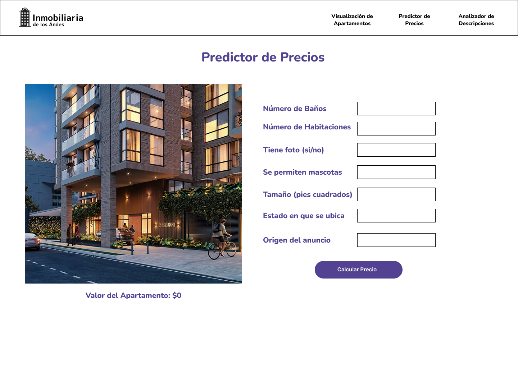 Inmobiliaria
de los Andes
Visualización de
Apartamentos
Predictor de
Precios
Analizador de
Descripciones
Predictor de Precios
Número de Baños
Número de Habitaciones
Tiene foto (si/no)
Se permiten mascotas
Tamaño (pies cuadrados)
Estado en que se ubica
Origen del anuncio
Calcular Precio
Valor del Apartamento: $0